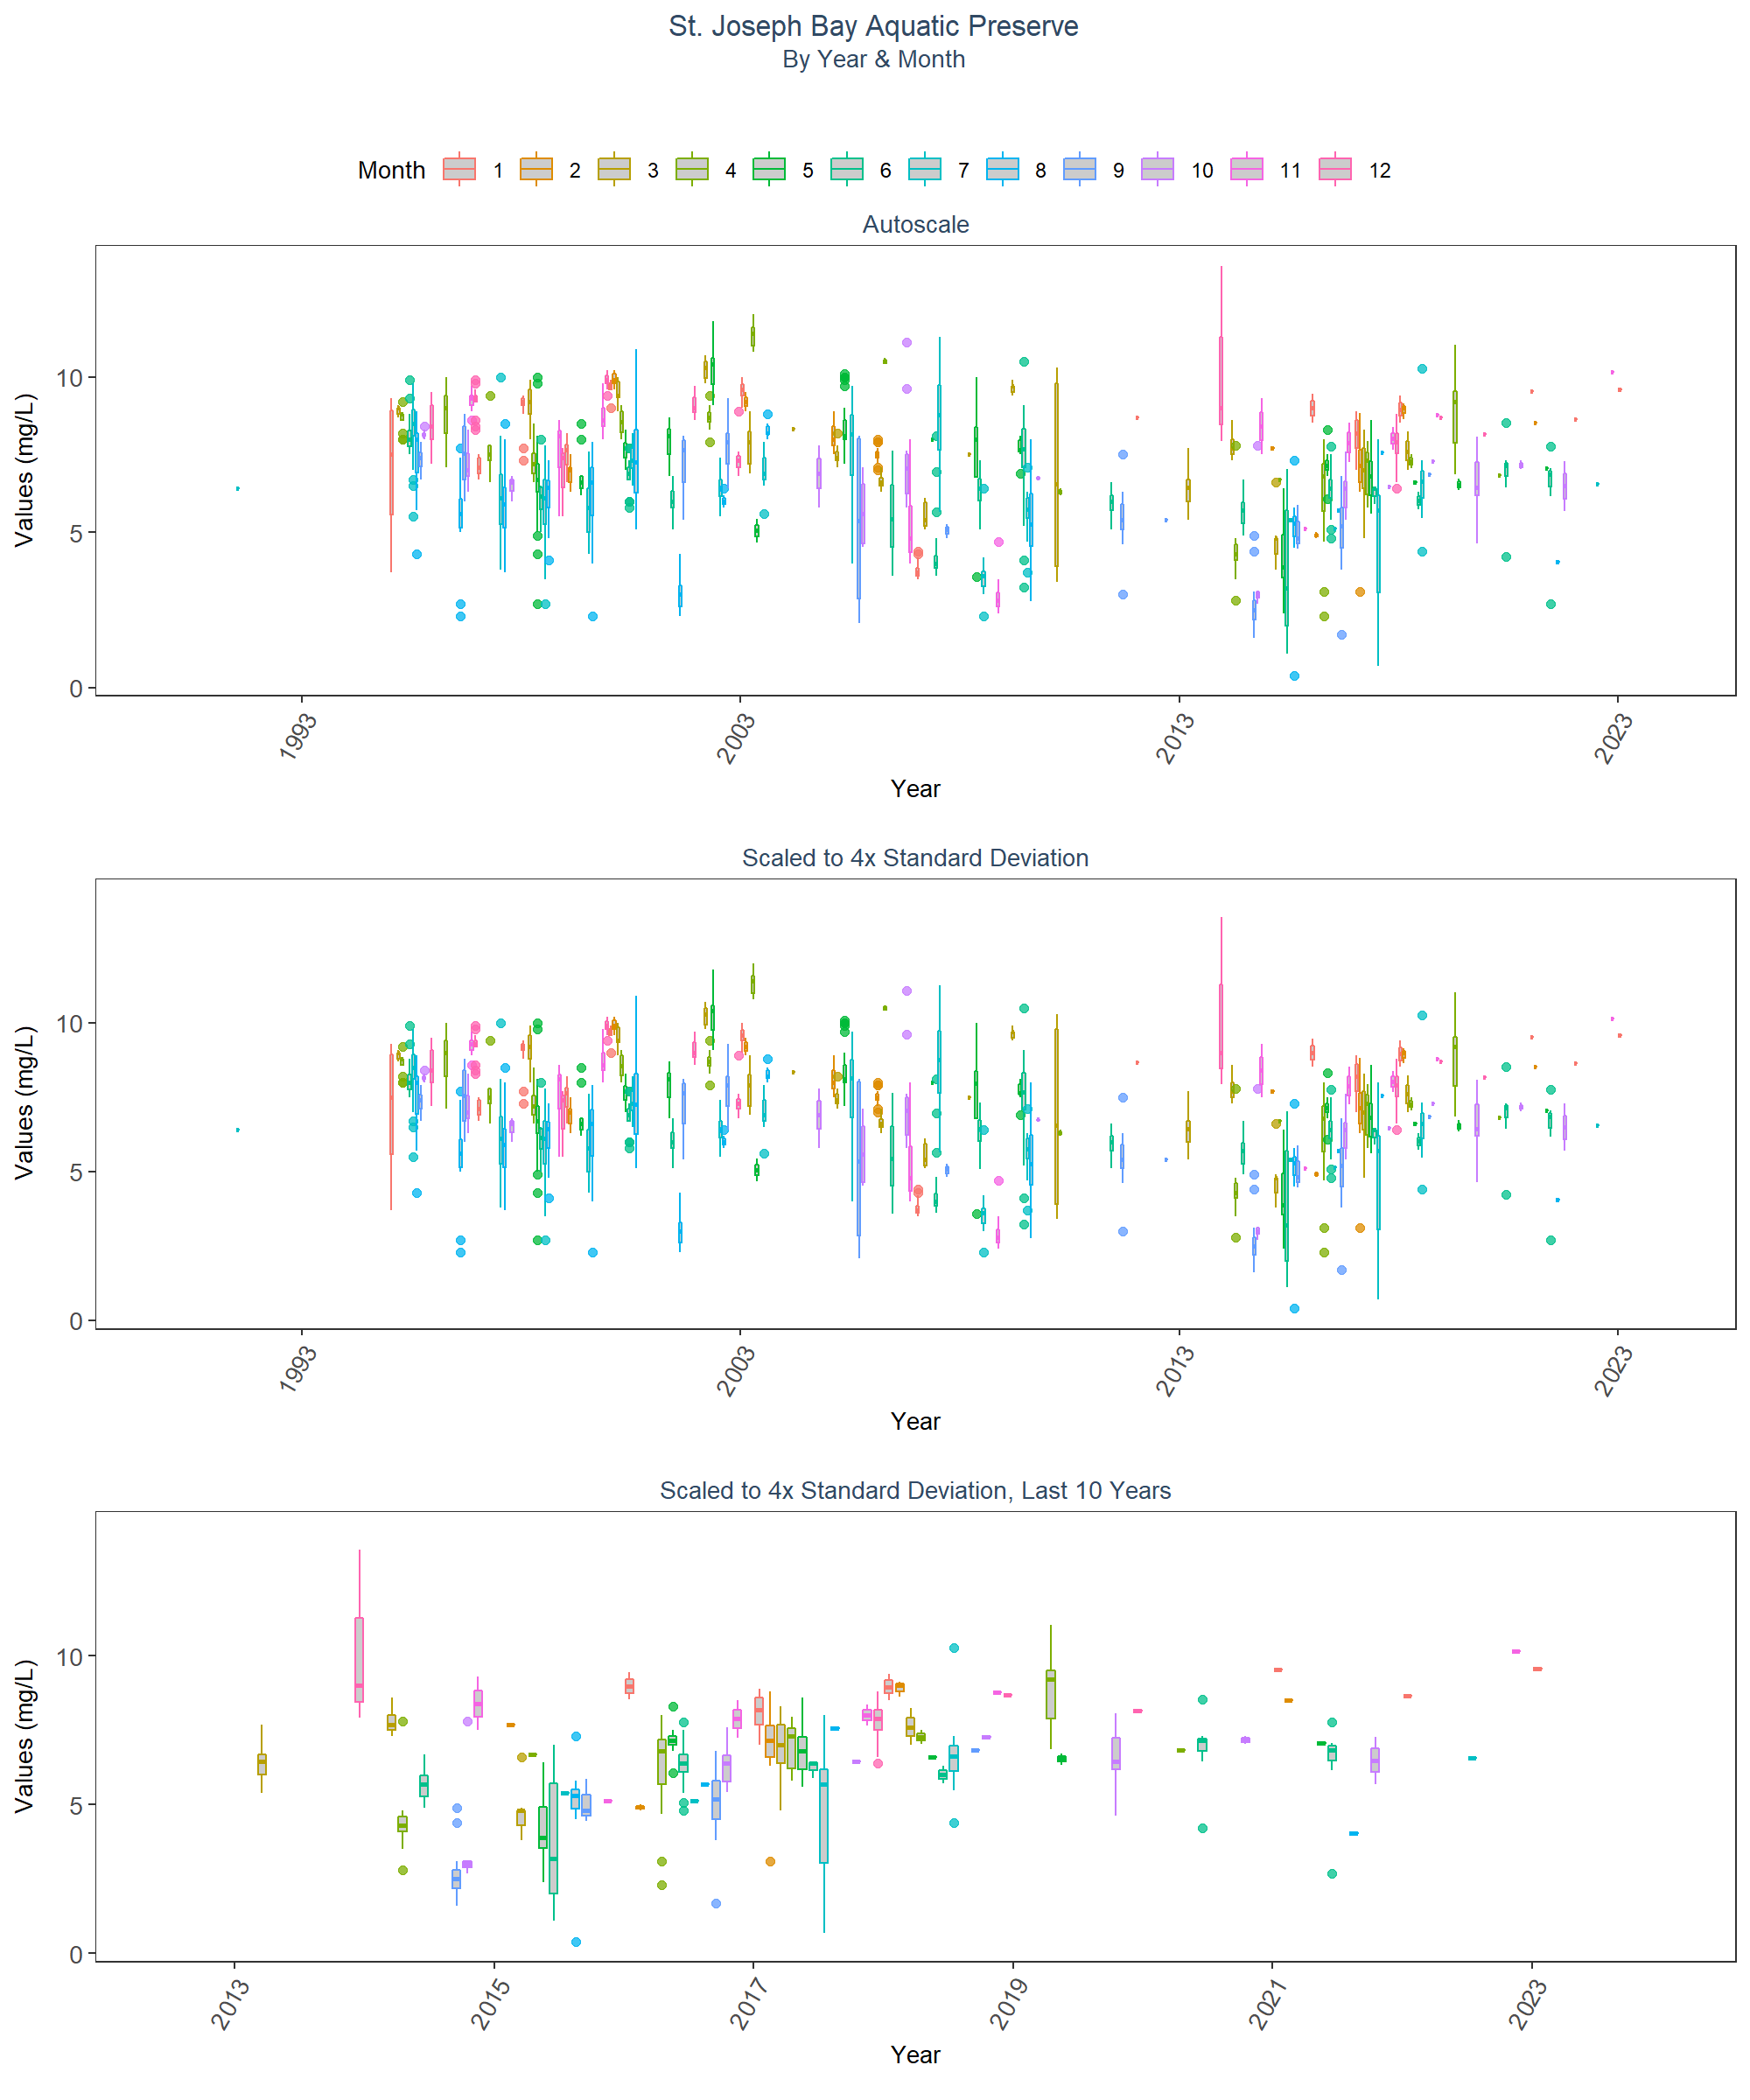 St. Joseph Bay Aquatic Preserve
By Year & Month
Month 1 2 3 4 5 6 7 8 9 10 11 12
Autoscale
Values (mg/L)
10
5
0
1993 2003 2013 2023
Year
Scaled to 4x Standard Deviation
Values (mg/L)
10
5
0
1993 2003 2013 2023
Year
Scaled to 4x Standard Deviation, Last 10 Years
Values (mg/L)
10
5
0
2013 2015 2017 2019 2021 2023
Year